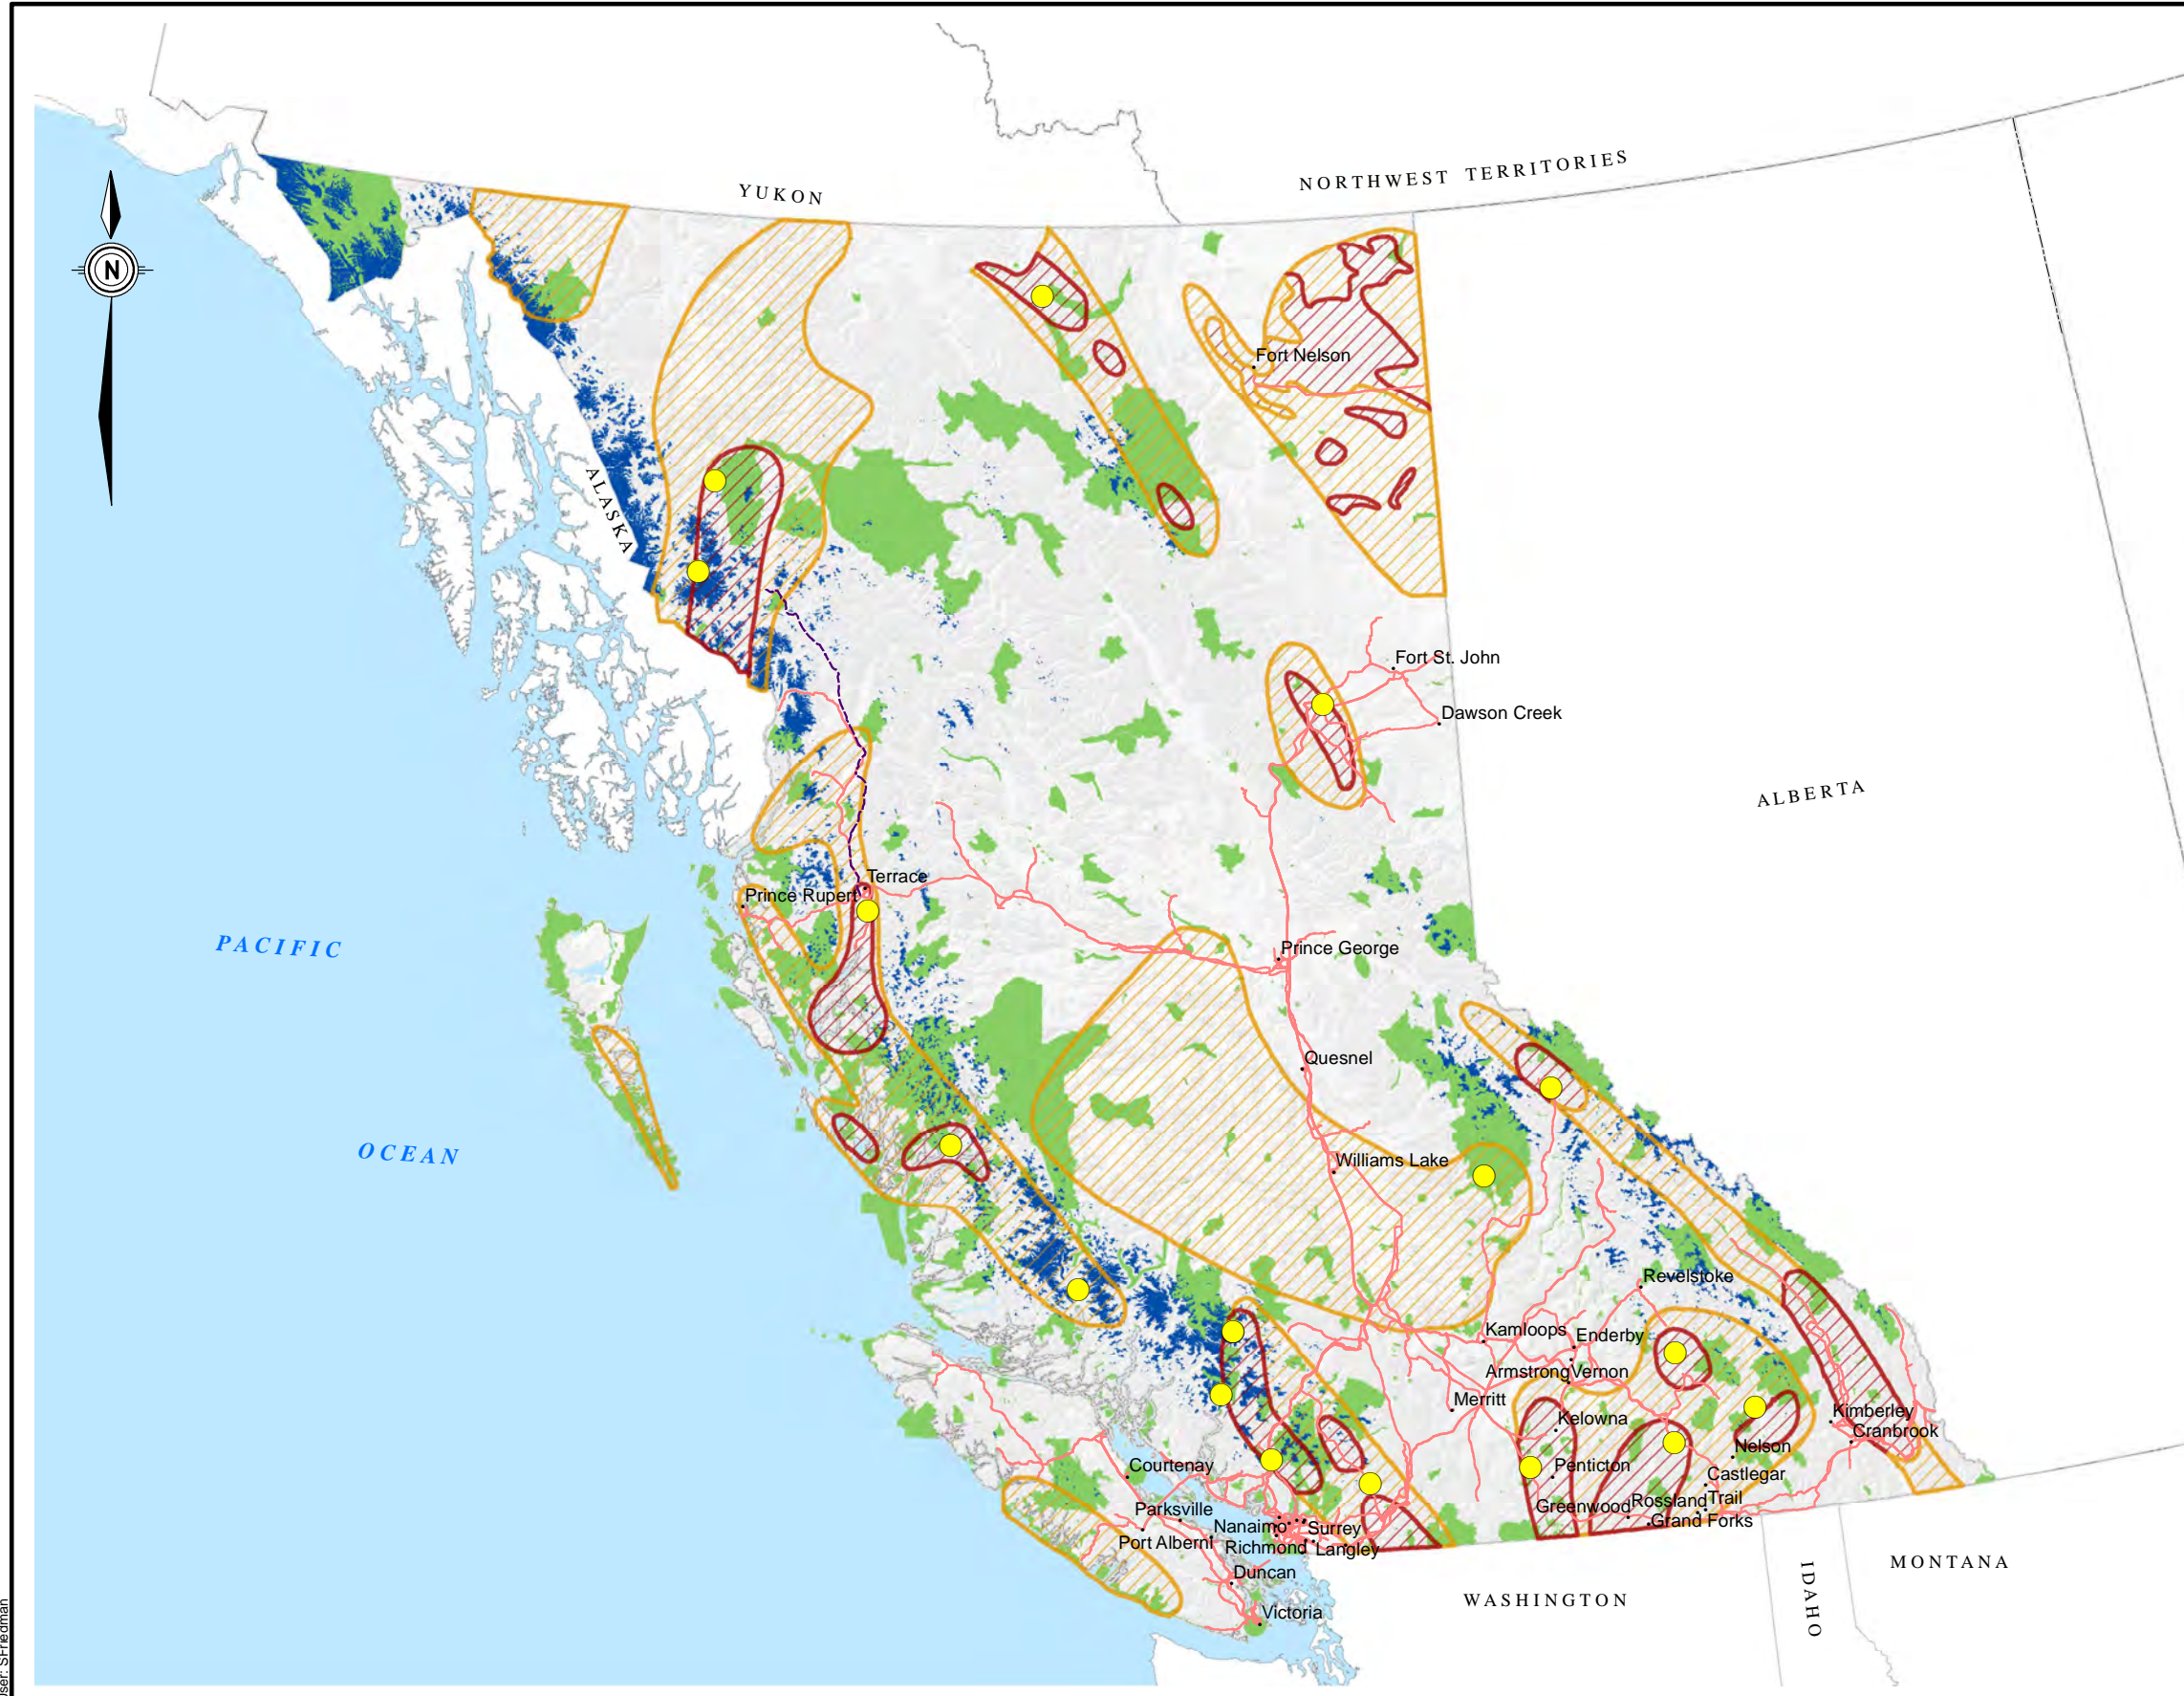 YUKON
NORTHWEST TERRITORIES
N
Fort Nelson
ALASKA
Fort St. John
Dawson Creek
ALBERTA
Terrace
Prince Rupert
PACIFIC
Prince George
Quesnel
OCEAN
Williams Lake
Revelstoke
Kamloops
Enderby
Armstrong
Vernon
Merritt
Kelowna
Kimberley
Cranbrook
Nelson
Courtenay
Penticton
Castlegar
Greenwood
Rossland
Trail
Parksville
Grand Forks
Nanaimo
Surrey
Port Alberni
Richmond
Langley
MONTANA
Duncan
IDAHO
WASHINGTON
Victoria
User: SFriedman